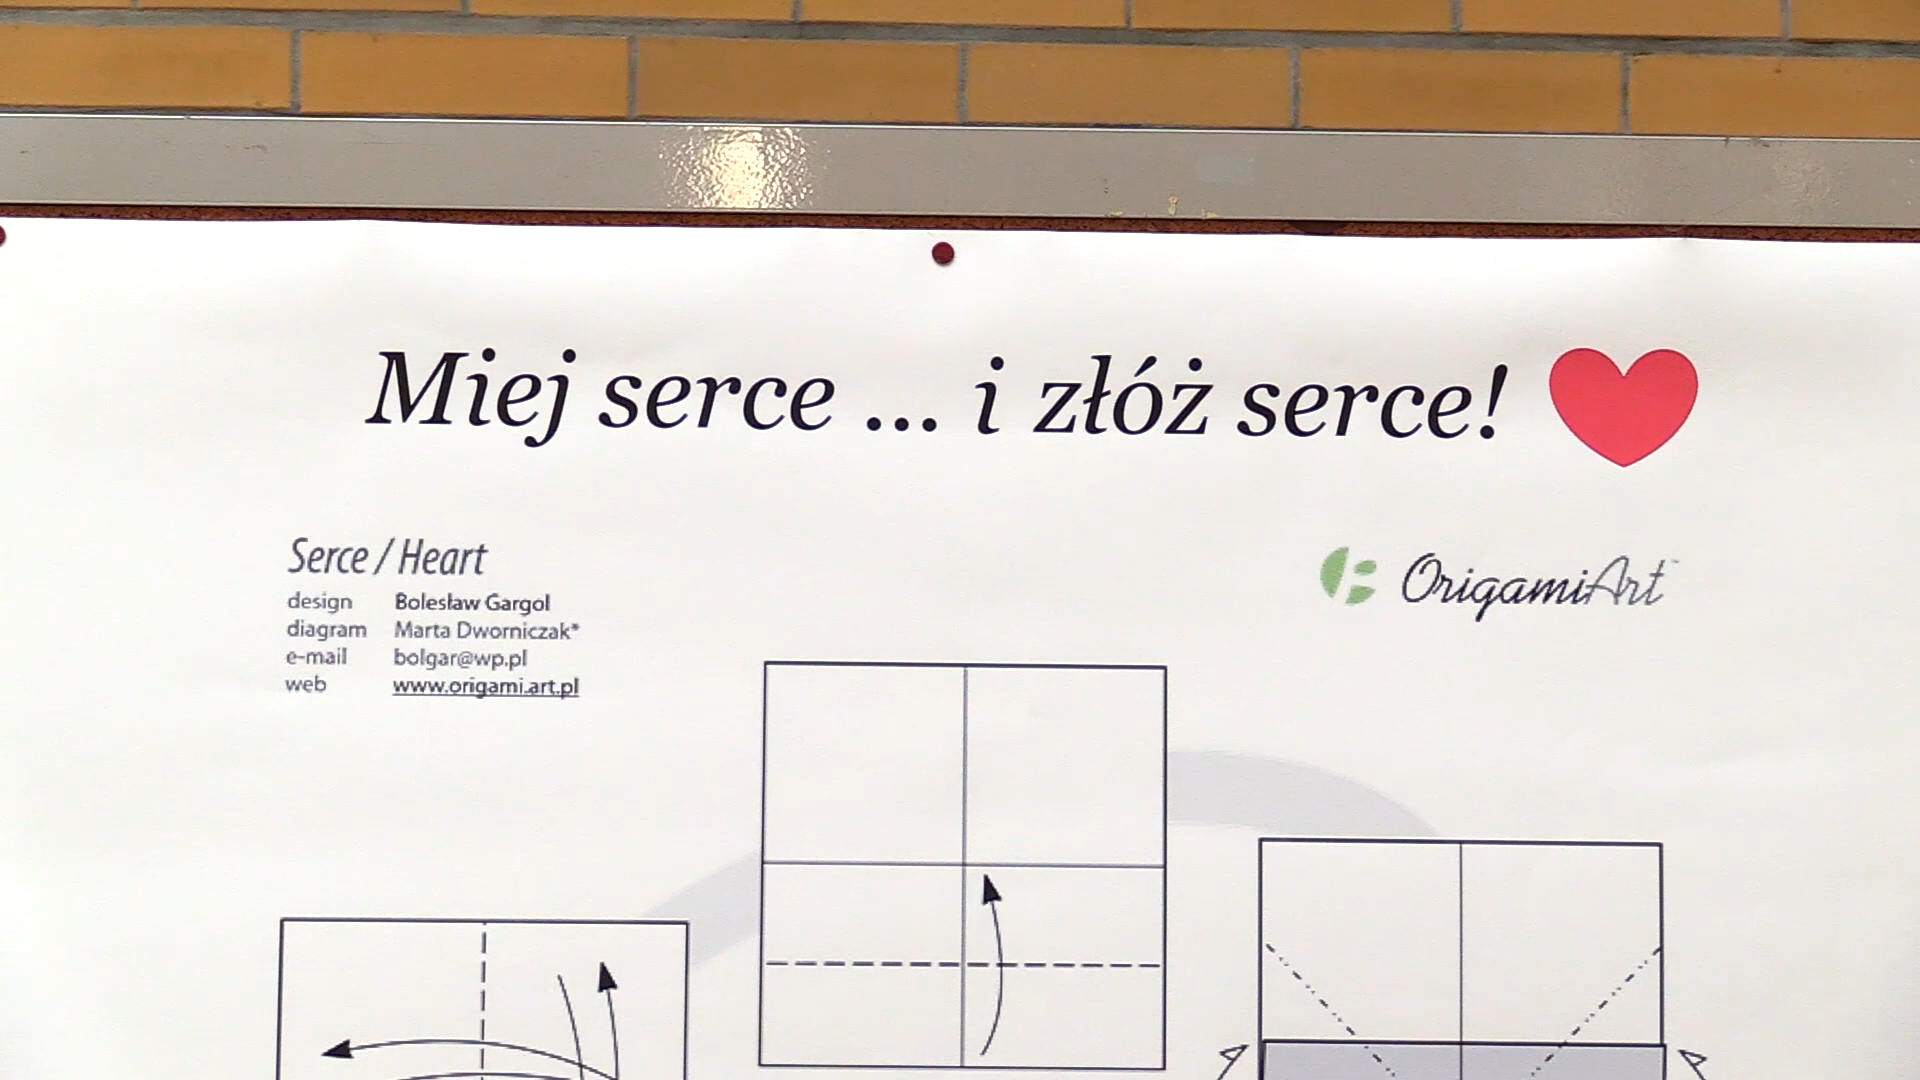 Miej serce ... i złóż serce!
Serce / Heart
OrigamiArt™
design Bolesław Gargol
diagram Marta Dworniczak*
e-mail bolgar@wp.pl
web www.origami.art.pl